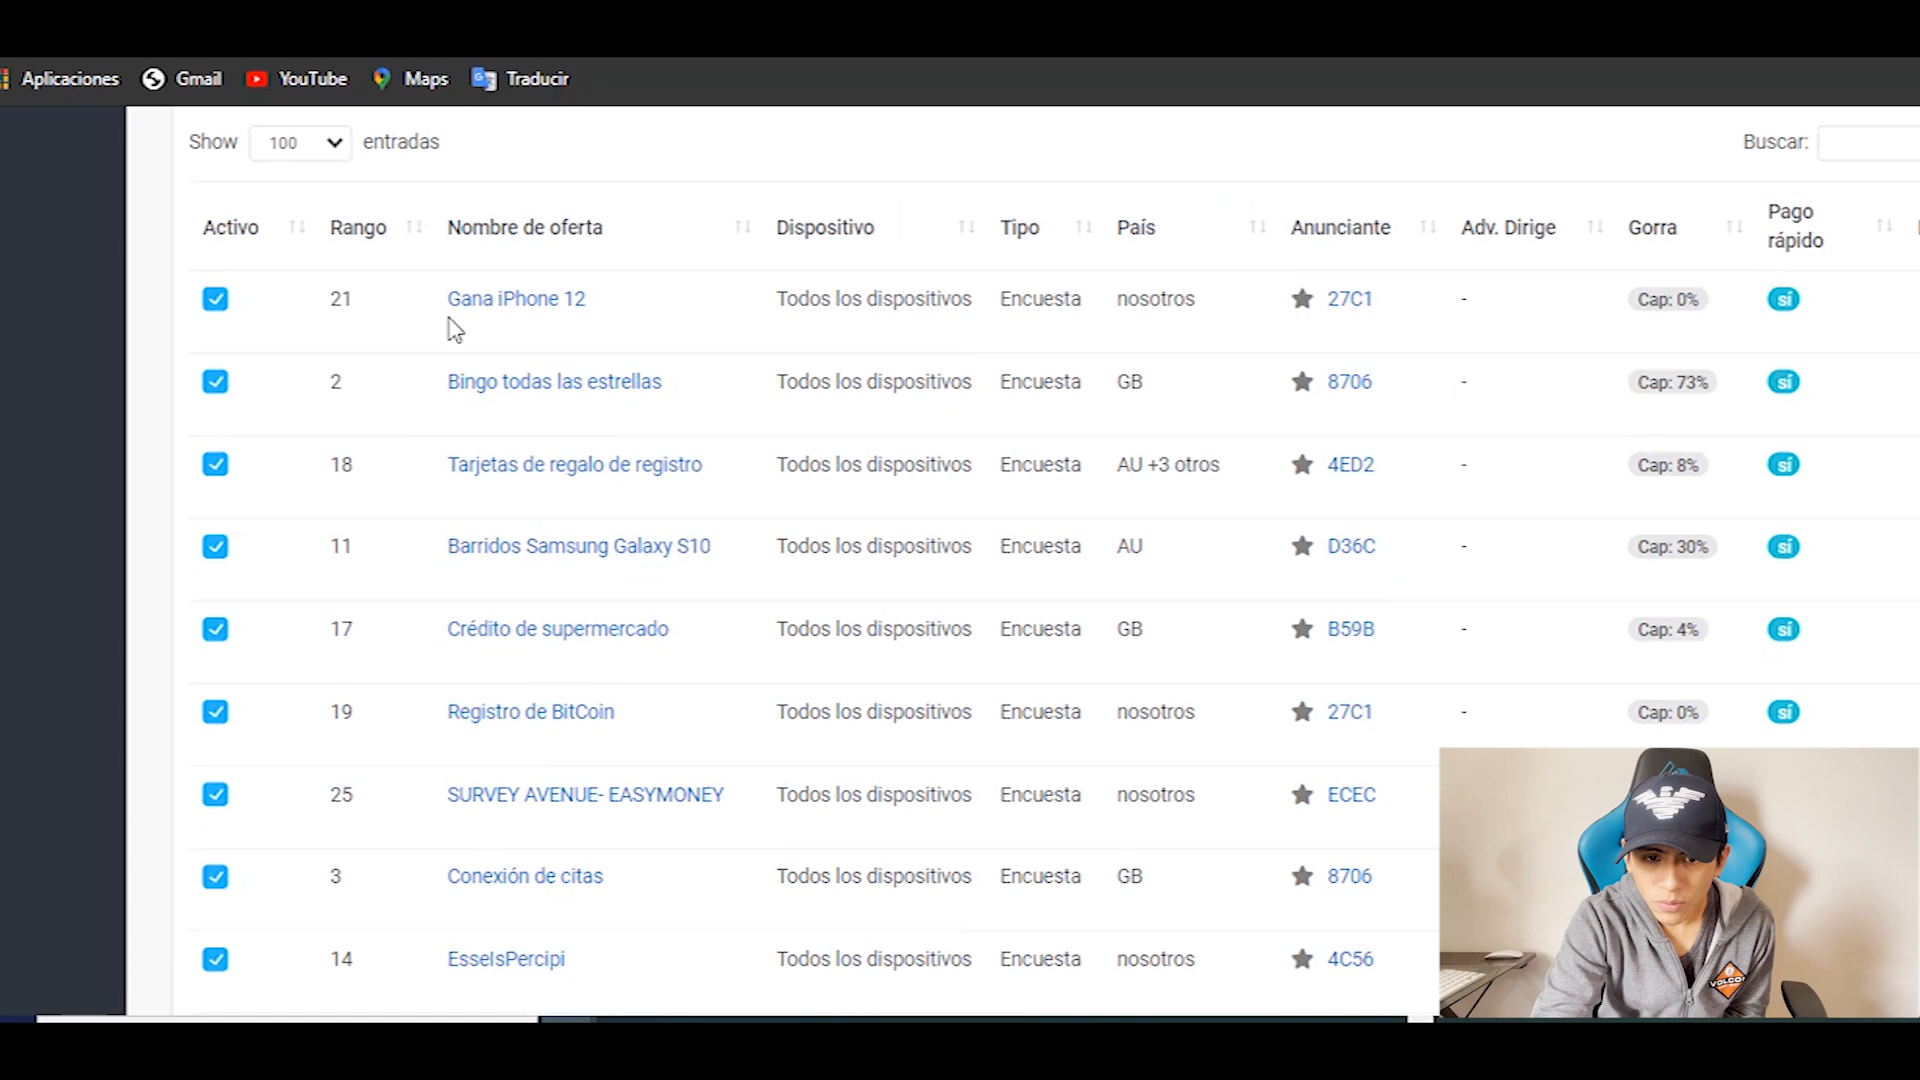 Aplicaciones Gmail YouTube Maps Traducir
Show 100 entradas Buscar:
Activo Rango Nombre de oferta Dispositivo Tipo País Anunciante Adv. Dirige Gorra Pago rápido
21 Gana iPhone 12 Todos los dispositivos Encuesta nosotros 27C1 - Cap: 0% sí
2 Bingo todas las estrellas Todos los dispositivos Encuesta GB 8706 - Cap: 73% sí
18 Tarjetas de regalo de registro Todos los dispositivos Encuesta AU +3 otros 4ED2 - Cap: 8% sí
11 Barridos Samsung Galaxy S10 Todos los dispositivos Encuesta AU D36C - Cap: 30% sí
17 Crédito de supermercado Todos los dispositivos Encuesta GB B59B - Cap: 4% sí
19 Registro de BitCoin Todos los dispositivos Encuesta nosotros 27C1 - Cap: 0% sí
25 SURVEY AVENUE- EASYMONEY Todos los dispositivos Encuesta nosotros ECEC
3 Conexión de citas Todos los dispositivos Encuesta GB 8706
14 EsseIsPercipi Todos los dispositivos Encuesta nosotros 4C56
VOLCOM